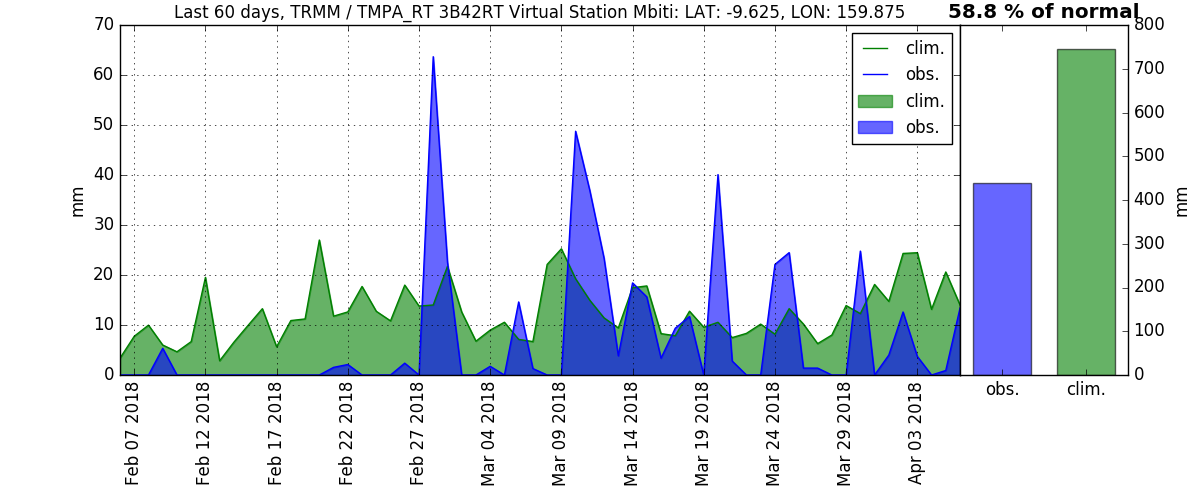 Last 60 days, TRMM / TMPA_RT 3B42RT Virtual Station Mbiti: LAT: -9.625, LON: 159.875
58.8 % of normal
70
60
50
40
30
20
10
0
mm
clim.
obs.
clim.
obs.
Feb 07 2018
Feb 12 2018
Feb 17 2018
Feb 22 2018
Feb 27 2018
Mar 04 2018
Mar 09 2018
Mar 14 2018
Mar 19 2018
Mar 24 2018
Mar 29 2018
Apr 03 2018
800
700
600
500
400
300
200
100
0
mm
obs.
clim.